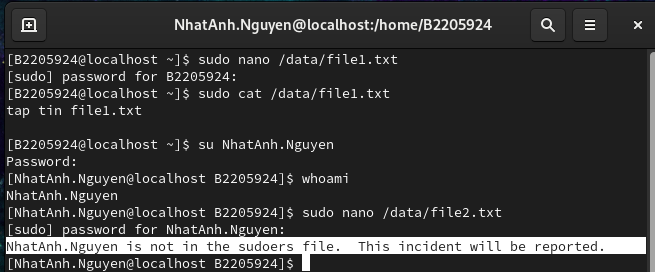 NhatAnh.Nguyen@localhost:/home/B2205924
[B2205924@localhost ~]$ sudo nano /data/file1.txt
[sudo] password for B2205924:
[B2205924@localhost ~]$ sudo cat /data/file1.txt
tap tin file1.txt
[B2205924@localhost ~]$ su NhatAnh.Nguyen
Password:
[NhatAnh.Nguyen@localhost B2205924]$ whoami
NhatAnh.Nguyen
[NhatAnh.Nguyen@localhost B2205924]$ sudo nano /data/file2.txt
[sudo] password for NhatAnh.Nguyen:
NhatAnh.Nguyen is not in the sudoers file.  This incident will be reported.
[NhatAnh.Nguyen@localhost B2205924]$